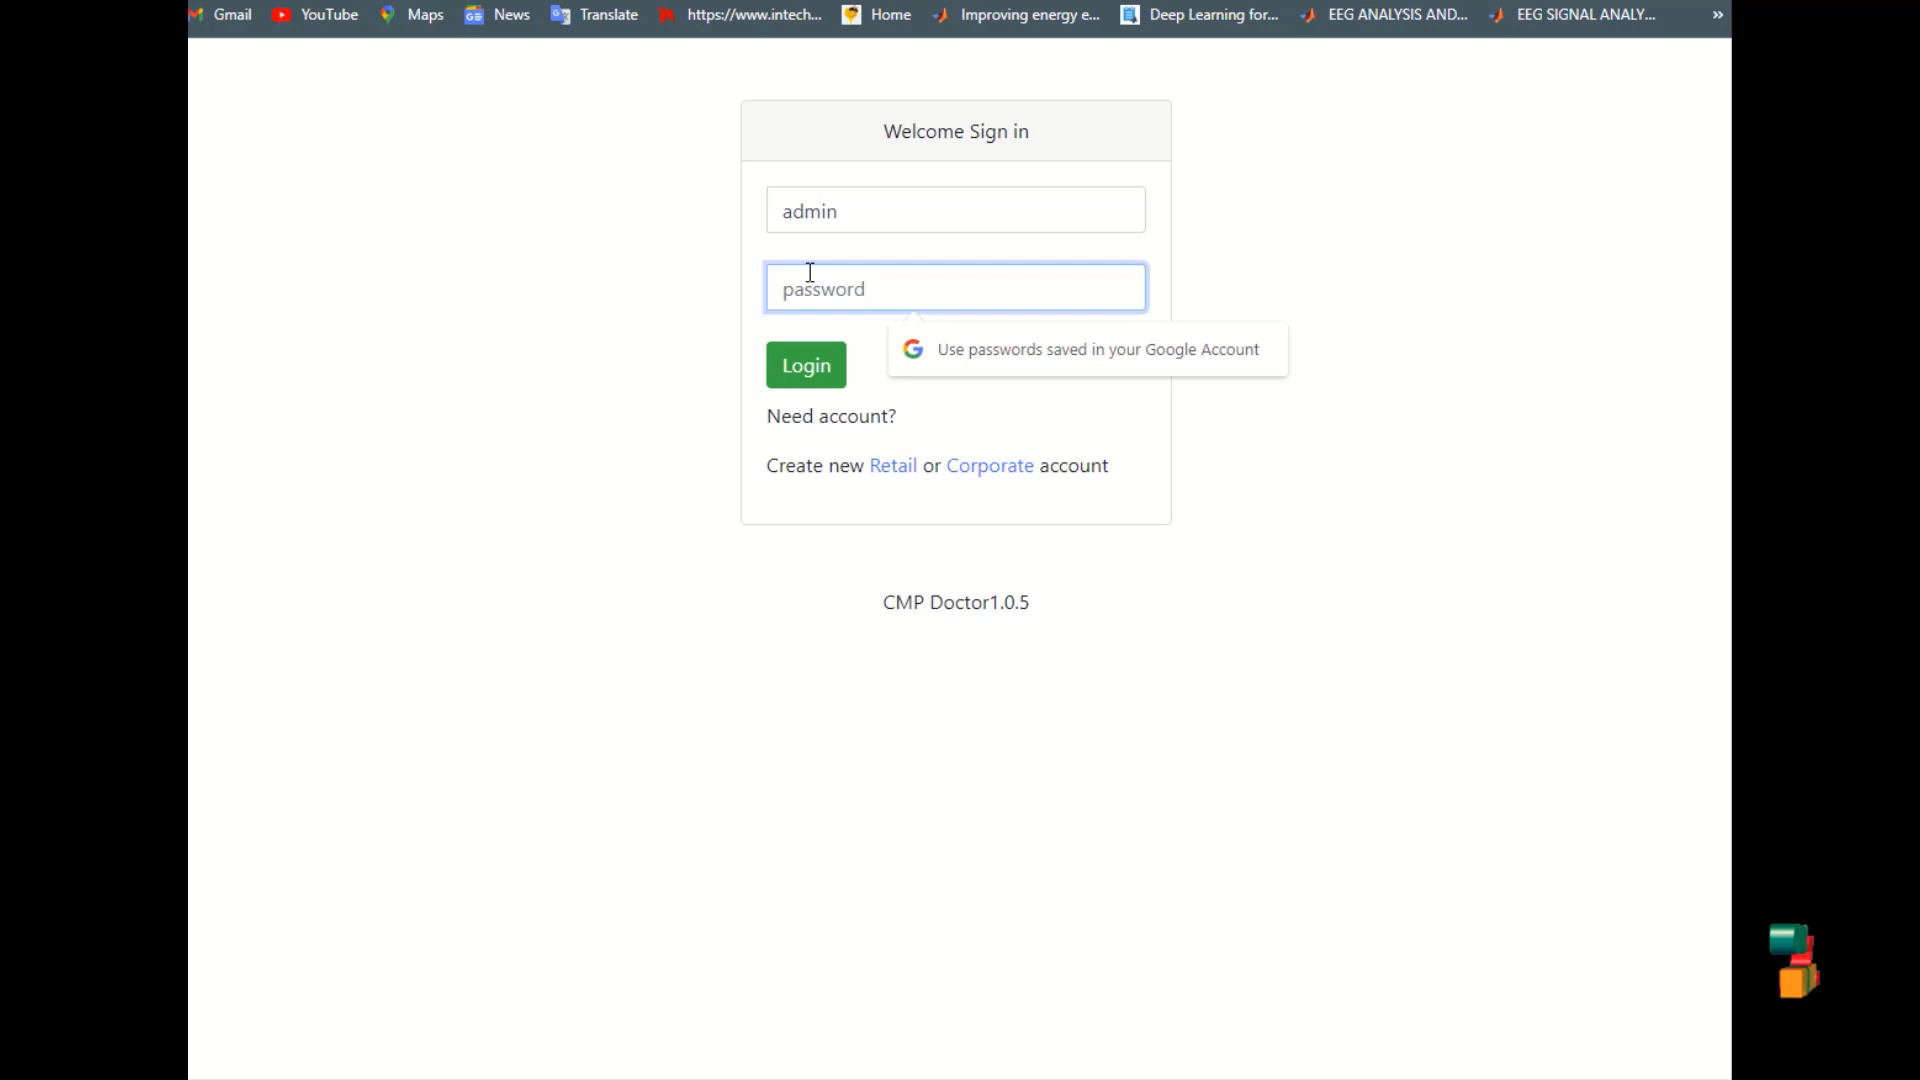 Gmail YouTube Maps News Translate https://www.intech... Home Improving energy e... Deep Learning for... EEG ANALYSIS AND... EEG SIGNAL ANALY... »
Welcome Sign in
admin
password
Use passwords saved in your Google Account
Login
Need account?
Create new Retail or Corporate account
CMP Doctor1.0.5